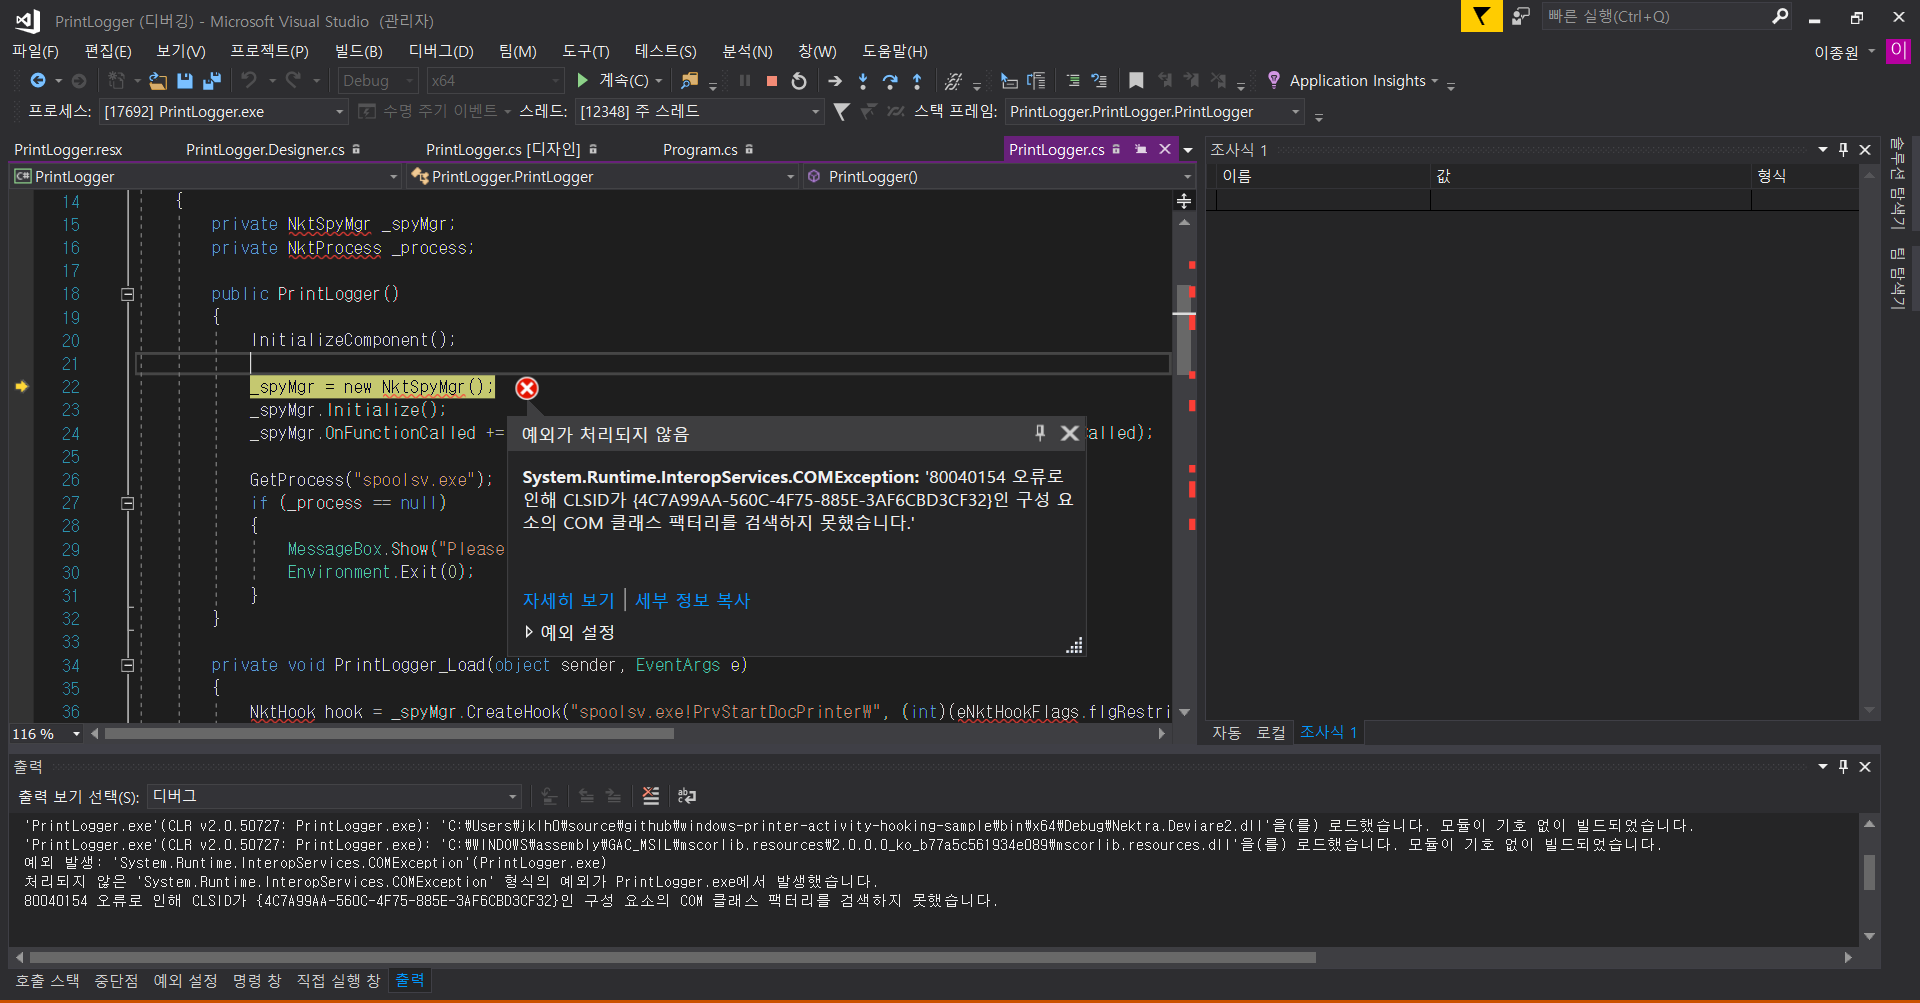 PrintLogger (디버깅) - Microsoft Visual Studio (관리자)
빠른 실행(Ctrl+Q)
파일(F) 편집(E) 보기(V) 프로젝트(P) 빌드(B) 디버그(D) 팀(M) 도구(T) 테스트(S) 분석(N) 창(W) 도움말(H)
이종원 이
Debug x64 계속(C) Application Insights
프로세스: [17692] PrintLogger.exe 수명 주기 이벤트 스레드: [12348] 주 스레드 스택 프레임: PrintLogger.PrintLogger.PrintLogger
PrintLogger.resx PrintLogger.Designer.cs PrintLogger.cs [디자인] Program.cs PrintLogger.cs
C# PrintLogger PrintLogger.PrintLogger PrintLogger()
14 {
15 private NktSpyMgr _spyMgr;
16 private NktProcess _process;
17
18 public PrintLogger()
19 {
20 InitializeComponent();
21
22 _spyMgr = new NktSpyMgr();
23 _spyMgr.Initialize();
24 _spyMgr.OnFunctionCalled += alled);
25
26 GetProcess("spoolsv.exe");
27 if (_process == null)
28 {
29 MessageBox.Show("Please
30 Environment.Exit(0);
31 }
32 }
33
34 private void PrintLogger_Load(object sender, EventArgs e)
35 {
36 NktHook hook = _spyMgr.CreateHook("spoolsv.exe!PrvStartDocPrinterW", (int)(eNktHookFlags.flgRestri
예외가 처리되지 않음
System.Runtime.InteropServices.COMException: '80040154 오류로
인해 CLSID가 {4C7A99AA-560C-4F75-885E-3AF6CBD3CF32}인 구성 요
소의 COM 클래스 팩터리를 검색하지 못했습니다.'
자세히 보기 | 세부 정보 복사
예외 설정
116 %
조사식 1
이름 값 형식
자동 로컬 조사식 1
솔루션 탐색기
팀 탐색기
출력
출력 보기 선택(S): 디버그
'PrintLogger.exe'(CLR v2.0.50727: PrintLogger.exe): 'C:₩Users₩jklh0₩source₩github₩windows-printer-activity-hooking-sample₩bin₩x64₩Debug₩Nektra.Deviare2.dll'을(를) 로드했습니다. 모듈이 기호 없이 빌드되었습니다.
'PrintLogger.exe'(CLR v2.0.50727: PrintLogger.exe): 'C:₩WINDOWS₩assembly₩GAC_MSIL₩mscorlib.resources₩2.0.0.0_ko_b77a5c561934e089₩mscorlib.resources.dll'을(를) 로드했습니다. 모듈이 기호 없이 빌드되었습니다.
예외 발생: 'System.Runtime.InteropServices.COMException'(PrintLogger.exe)
처리되지 않은 'System.Runtime.InteropServices.COMException' 형식의 예외가 PrintLogger.exe에서 발생했습니다.
80040154 오류로 인해 CLSID가 {4C7A99AA-560C-4F75-885E-3AF6CBD3CF32}인 구성 요소의 COM 클래스 팩터리를 검색하지 못했습니다.
호출 스택 중단점 예외 설정 명령 창 직접 실행 창 출력